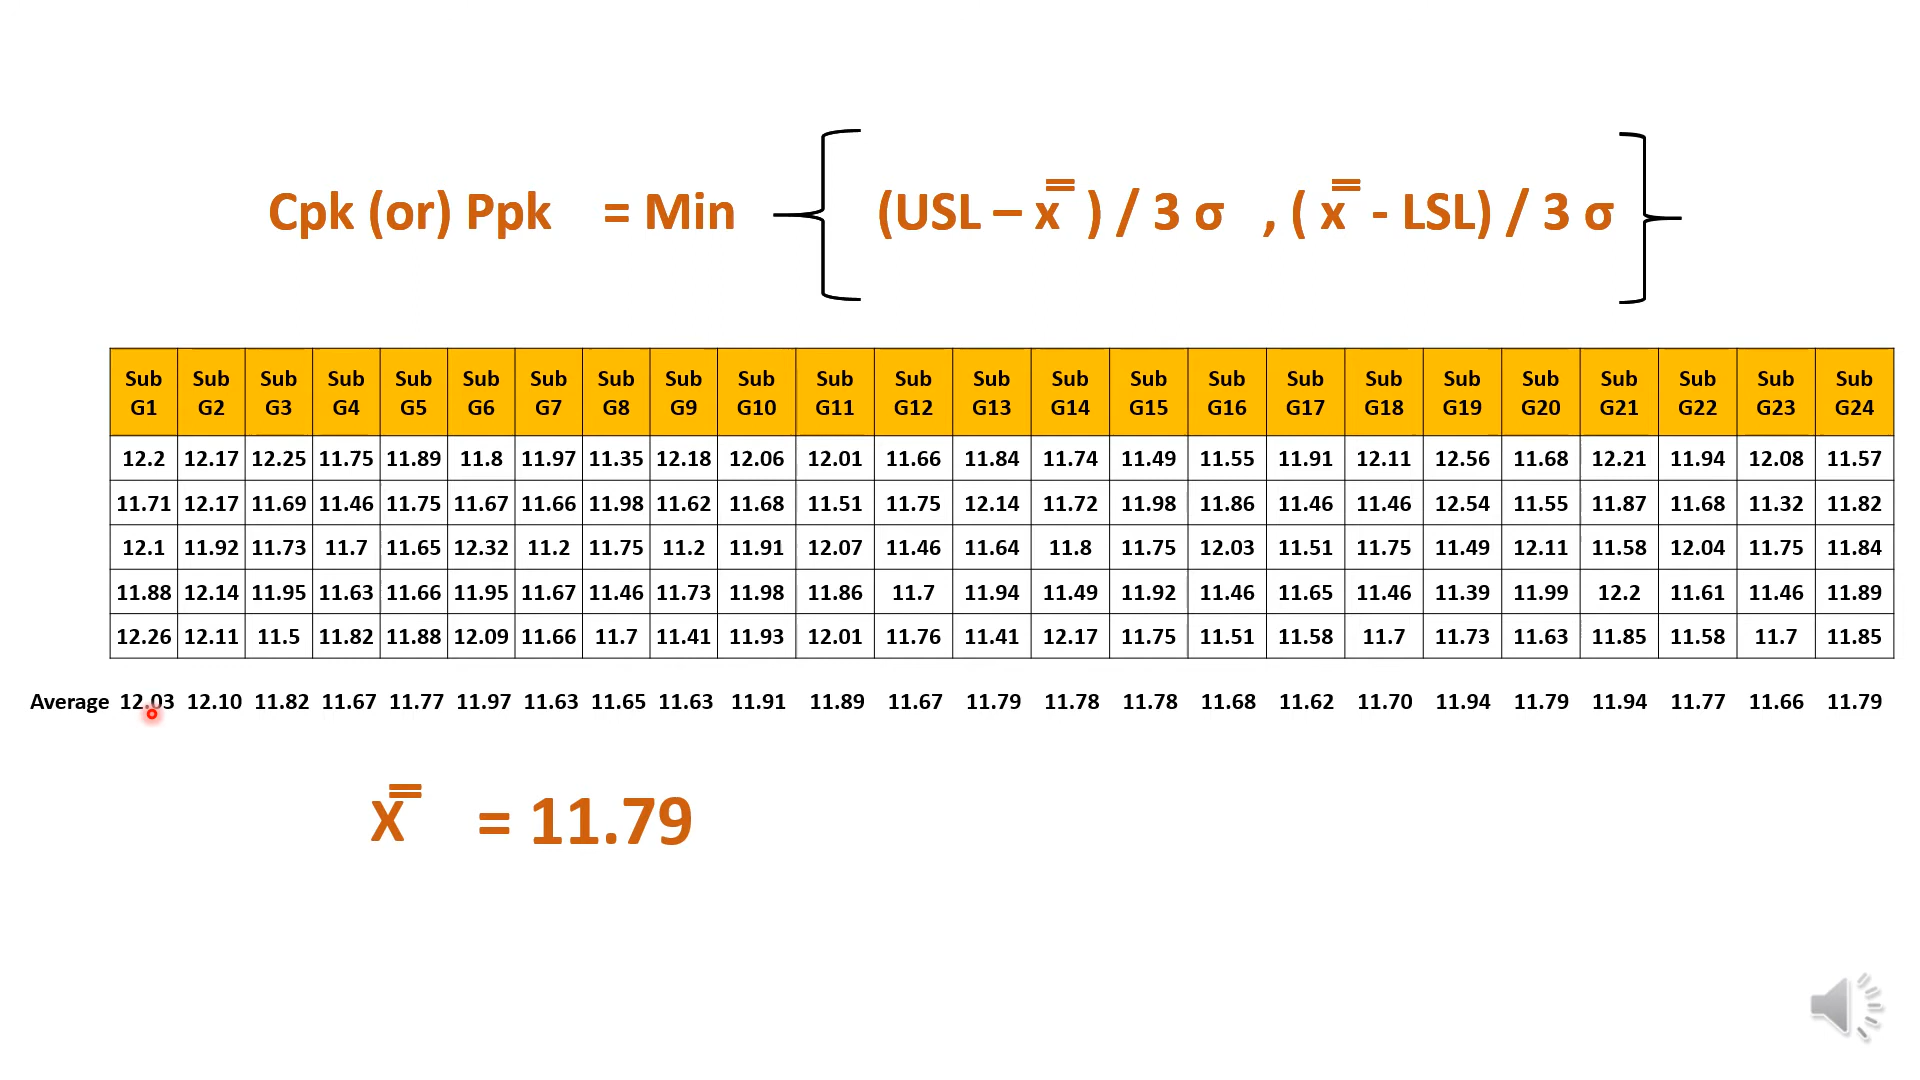 Cpk (or) Ppk = Min (USL – x̿ ) / 3 σ , ( x̿ - LSL) / 3 σ
Sub G1 Sub G2 Sub G3 Sub G4 Sub G5 Sub G6 Sub G7 Sub G8 Sub G9 Sub G10 Sub G11 Sub G12 Sub G13 Sub G14 Sub G15 Sub G16 Sub G17 Sub G18 Sub G19 Sub G20 Sub G21 Sub G22 Sub G23 Sub G24
12.2 12.17 12.25 11.75 11.89 11.8 11.97 11.35 12.18 12.06 12.01 11.66 11.84 11.74 11.49 11.55 11.91 12.11 12.56 11.68 12.21 11.94 12.08 11.57
11.71 12.17 11.69 11.46 11.75 11.67 11.66 11.98 11.62 11.68 11.51 11.75 12.14 11.72 11.98 11.86 11.46 11.46 12.54 11.55 11.87 11.68 11.32 11.82
12.1 11.92 11.73 11.7 11.65 12.32 11.2 11.75 11.2 11.91 12.07 11.46 11.64 11.8 11.75 12.03 11.51 11.75 11.49 12.11 11.58 12.04 11.75 11.84
11.88 12.14 11.95 11.63 11.66 11.95 11.67 11.46 11.73 11.98 11.86 11.7 11.94 11.49 11.92 11.46 11.65 11.46 11.39 11.99 12.2 11.61 11.46 11.89
12.26 12.11 11.5 11.82 11.88 12.09 11.66 11.7 11.41 11.93 12.01 11.76 11.41 12.17 11.75 11.51 11.58 11.7 11.73 11.63 11.85 11.58 11.7 11.85
Average 12.03 12.10 11.82 11.67 11.77 11.97 11.63 11.65 11.63 11.91 11.89 11.67 11.79 11.78 11.78 11.68 11.62 11.70 11.94 11.79 11.94 11.77 11.66 11.79
X̿ = 11.79